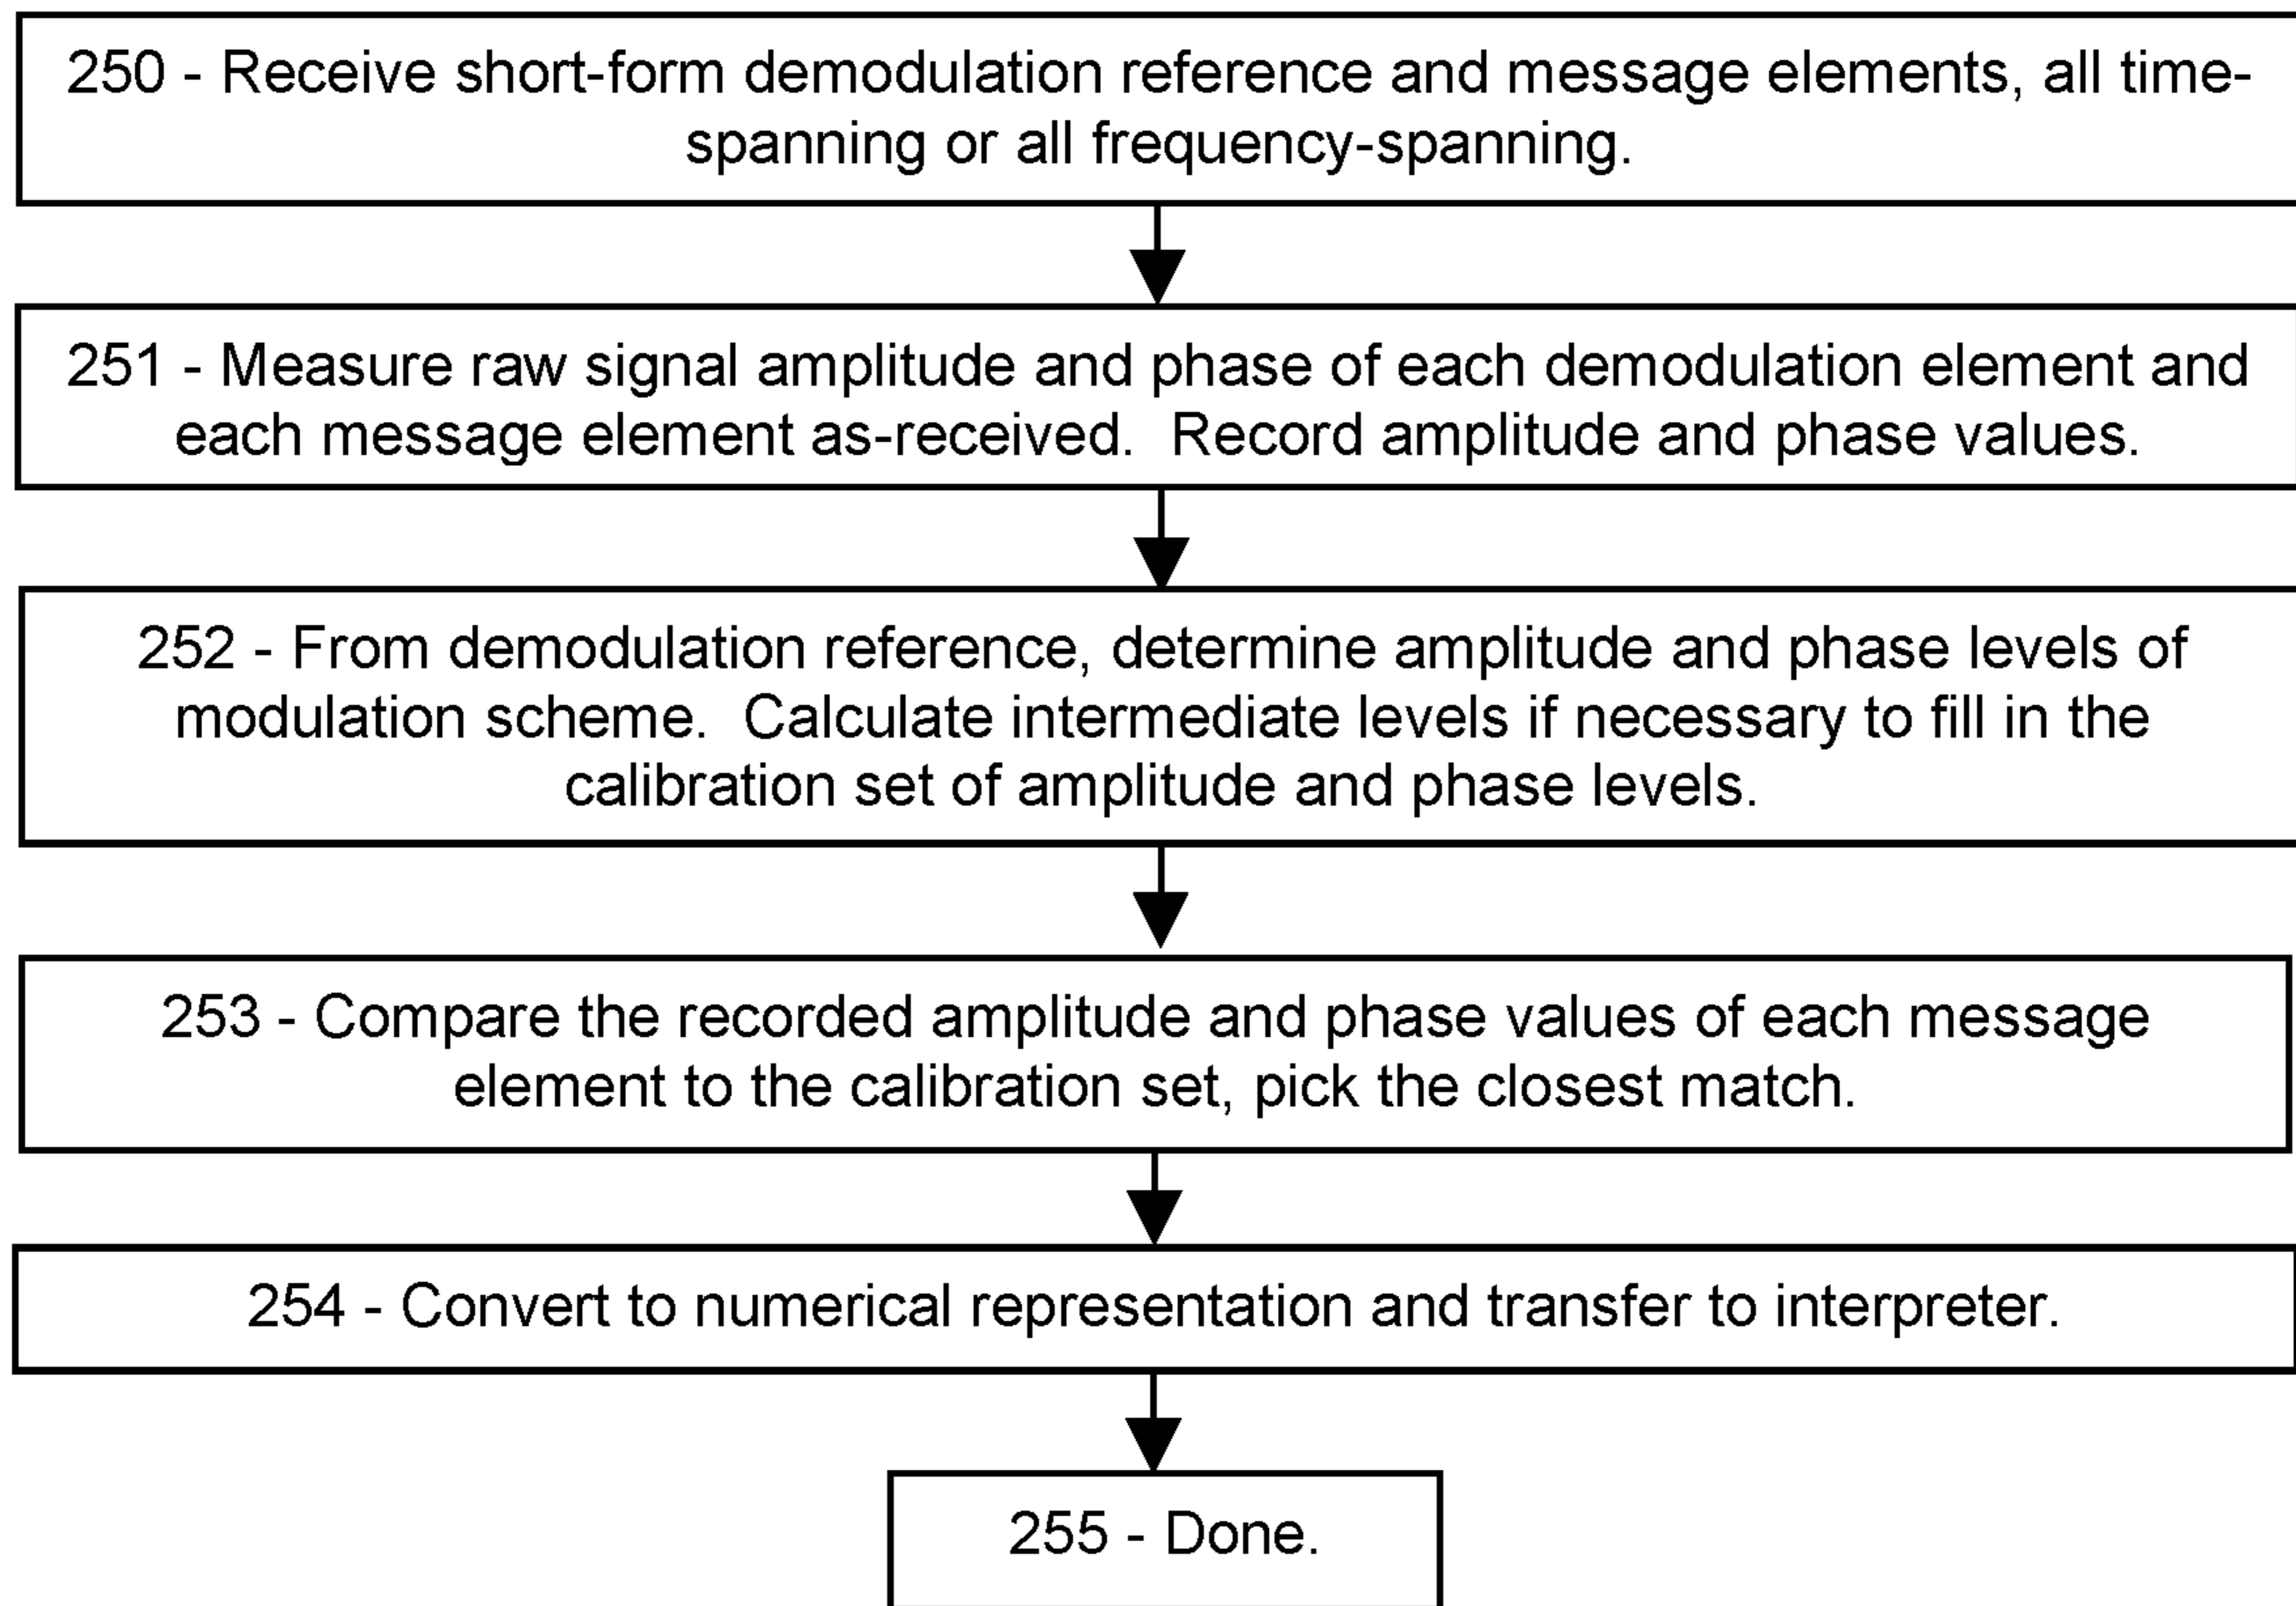 250 - Receive short-form demodulation reference and message elements, all time-
spanning or all frequency-spanning.
251 - Measure raw signal amplitude and phase of each demodulation element and
each message element as-received.  Record amplitude and phase values.
252 - From demodulation reference, determine amplitude and phase levels of
modulation scheme.  Calculate intermediate levels if necessary to fill in the
calibration set of amplitude and phase levels.
253 - Compare the recorded amplitude and phase values of each message
element to the calibration set, pick the closest match.
254 - Convert to numerical representation and transfer to interpreter.
255 - Done.